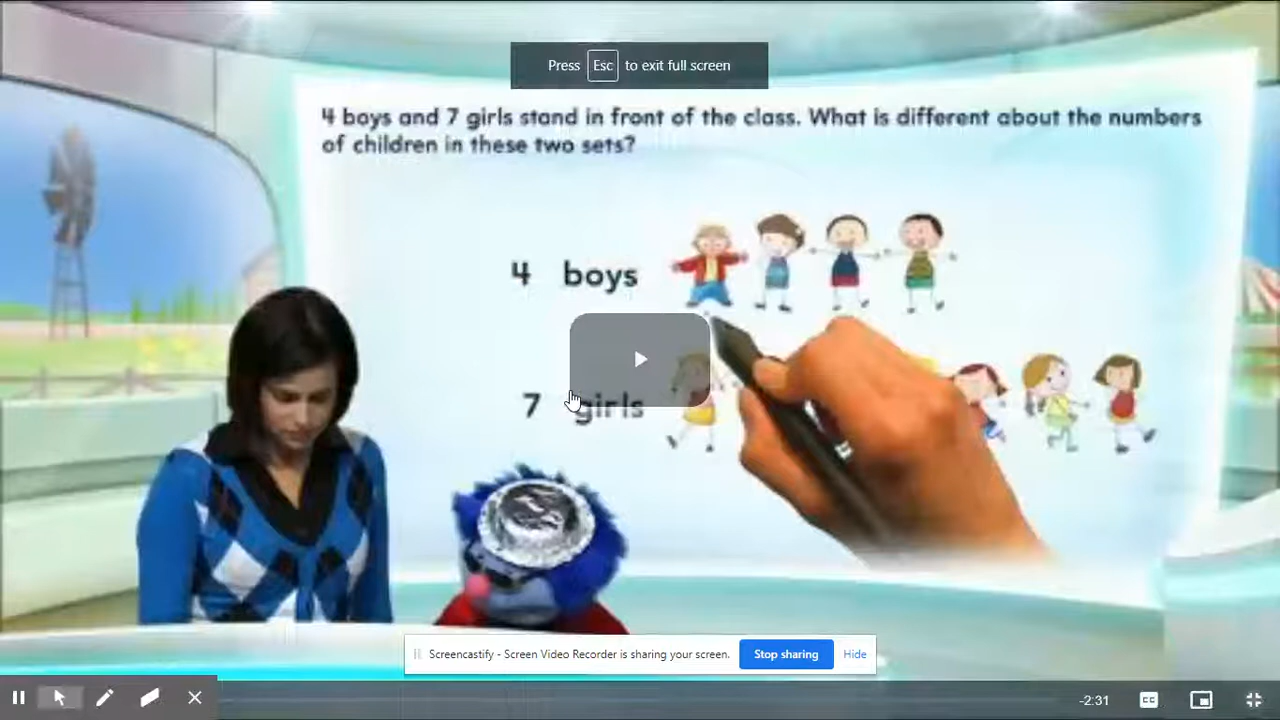 Press Esc to exit full screen
4 boys and 7 girls stand in front of the class. What is different about the numbers
of children in these two sets?
4 boys
7 girls
Screencastify - Screen Video Recorder is sharing your screen.
Stop sharing
Hide
-2:31
CC